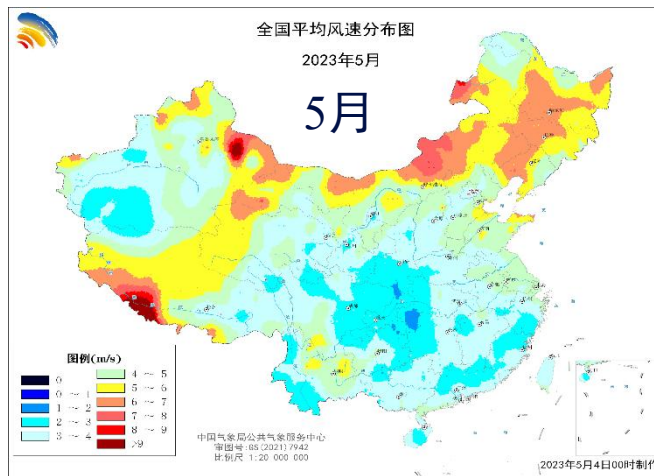 全国平均风速分布图
2023年5月
5月
图例(m/s)
0
0 ～ 1
1 ～ 2
2 ～ 3
3 ～ 4
4 ～ 5
5 ～ 6
6 ～ 7
7 ～ 8
8 ～ 9
>9
中国气象局公共气象服务中心
审图号:GS(2021)7942
比例尺 1:20 000 000
2023年5月4日00时制作